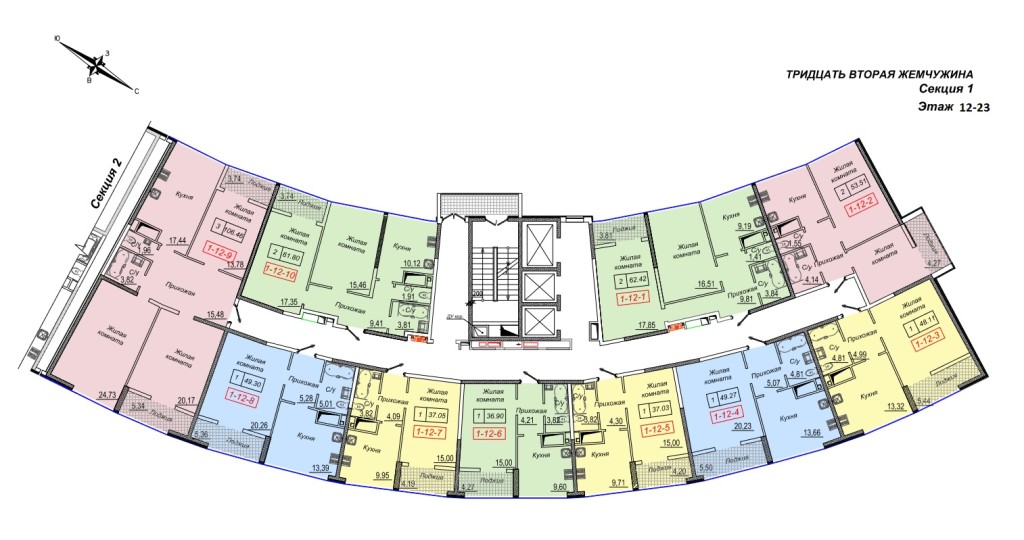 Ю
З
В
С
ТРИДЦАТЬ ВТОРАЯ ЖЕМЧУЖИНА
Секция 1
Этаж 12-23
Секция 2
Кухня
17,44
3,74
Лоджия
Жилая
комната
3 106.46
1-12-9
13,78
1,96
С/у
3,82
Прихожая
15,48
Жилая
комната
24,73
Жилая
комната
20,17
5,34
Лоджия
3,74
Лоджия
Жилая
комната
2 61.80
1-12-10
17,35
Жилая
комната
15,46
Кухня
10,12
С/у
1,91
Прихожая
9,41
С/у
3,81
200
3,81
Лоджия
Жилая
комната
2 62.42
1-12-1
17,85
Жилая
комната
16,51
Кухня
9,19
С/у
1,41
Прихожая
9,81
С/у
3,84
Кухня
Жилая
комната
2 53.51
1-12-2
С/у
1,55
С/у
4,14
Прихожая
Жилая
комната
Лоджия
4,27
Жилая
комната
1 48.11
1-12-3
С/у
4,81
Прихожая
4,99
Кухня
13,32
Лоджия
5,44
Жилая
комната
1 49.27
1-12-4
20,23
Прихожая
5,07
С/у
4,81
Кухня
13,66
Лоджия
5,50
Жилая
комната
1 37.03
1-12-5
15,00
С/у
3,82
Прихожая
4,30
Кухня
9,71
Лоджия
4,20
Жилая
комната
1 36.90
1-12-6
15,00
Прихожая
4,21
С/у
3,82
Кухня
9,60
Лоджия
4,27
Жилая
комната
1 37.05
1-12-7
15,00
С/у
3,82
Прихожая
4,09
Кухня
9,95
Лоджия
4,19
Жилая
комната
1 49.30
1-12-8
20,26
Прихожая
5,28
С/у
5,01
Кухня
13,39
Лоджия
5,36